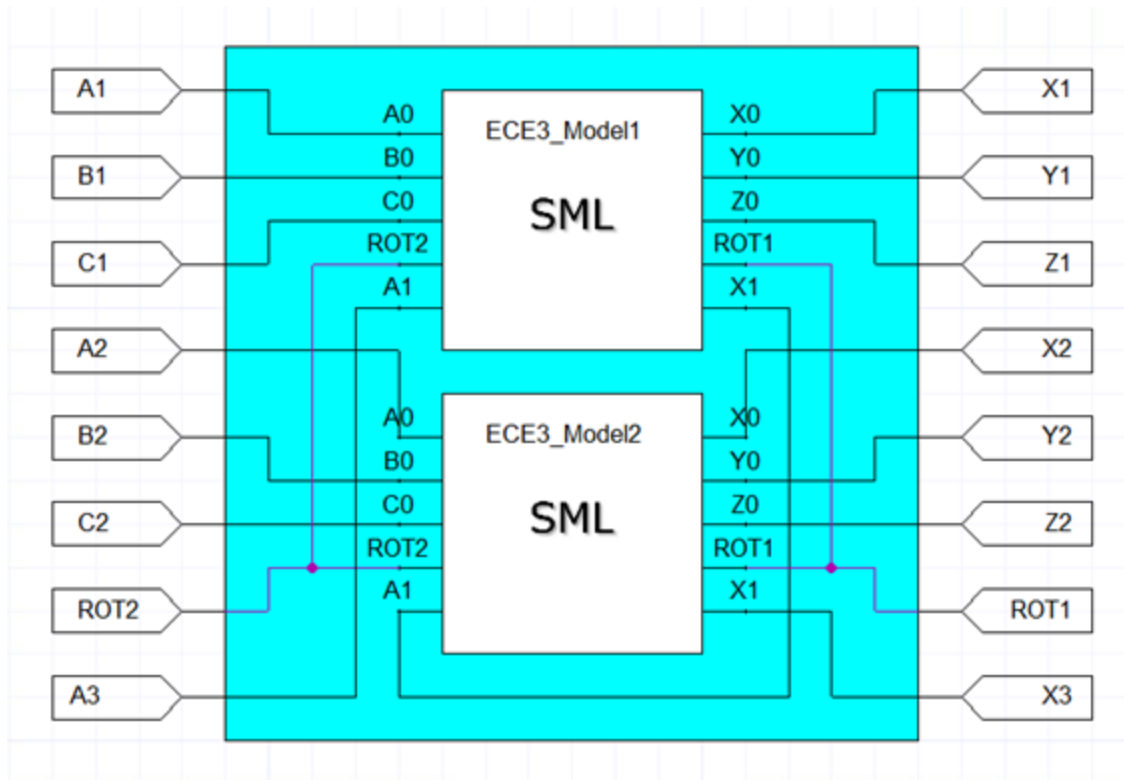 A1
B1
C1
A2
B2
C2
ROT2
A3
A0
B0
C0
ROT2
A1
ECE3_Model1
SML
X0
Y0
Z0
ROT1
X1
A0
B0
C0
ROT2
A1
ECE3_Model2
SML
X0
Y0
Z0
ROT1
X1
X1
Y1
Z1
X2
Y2
Z2
ROT1
X3